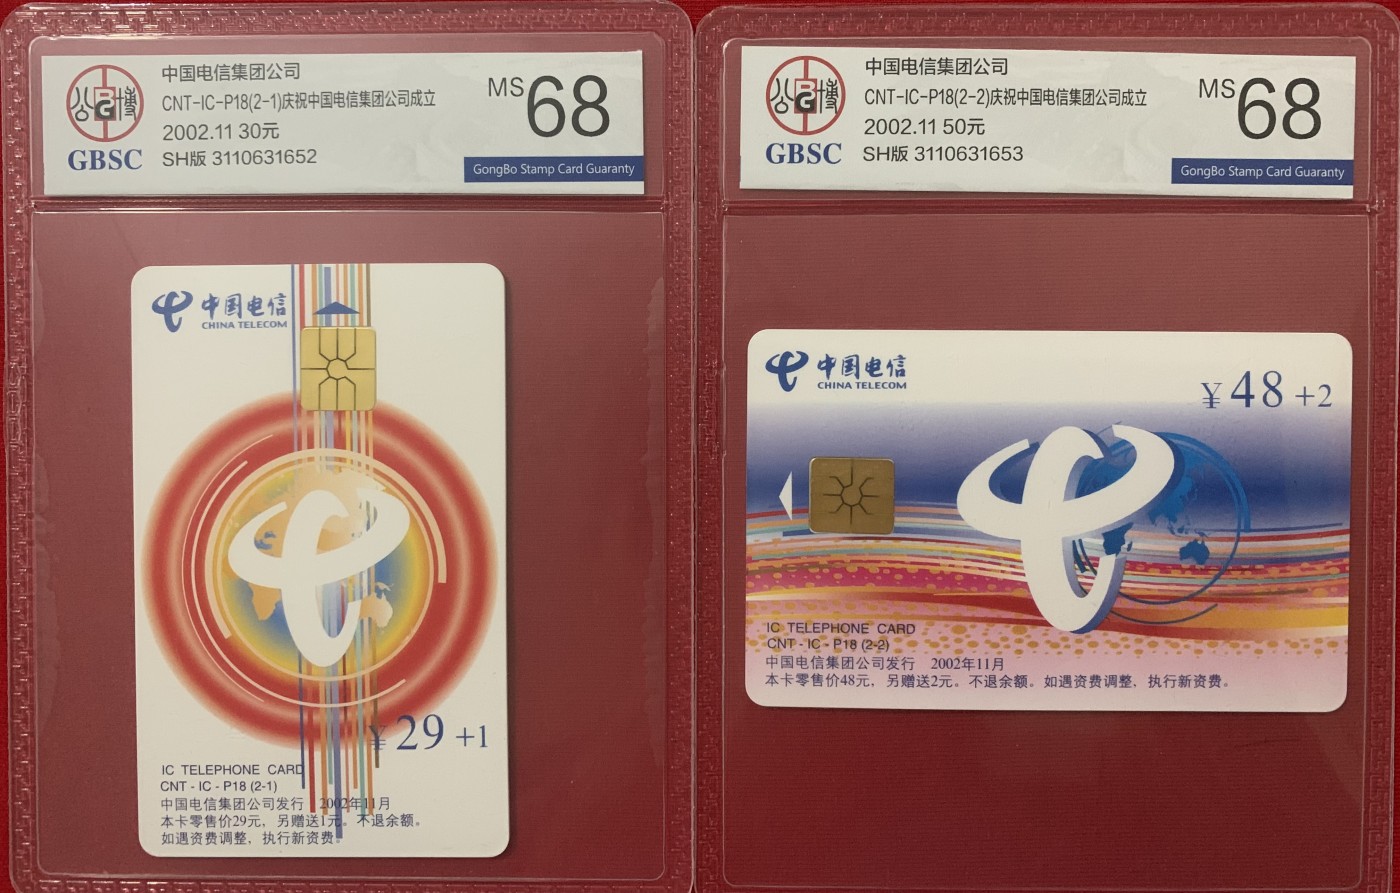 中国电信集团公司
CNT-IC-P18(2-1)庆祝中国电信集团公司成立
2002.11 30元
SH版 3110631652
公博
BG
GBSC
MS 68
GongBo Stamp Card Guaranty
中国电信
CHINA TELECOM
¥29 +1
IC TELEPHONE CARD
CNT - IC - P18 (2-1)
中国电信集团公司发行 2002年11月
本卡零售价29元，另赠送1元。不退余额。
如遇资费调整，执行新资费。
中国电信集团公司
CNT-IC-P18(2-2)庆祝中国电信集团公司成立
2002.11 50元
SH版 3110631653
公博
BG
GBSC
MS 68
GongBo Stamp Card Guaranty
中国电信
CHINA TELECOM
¥48 +2
IC TELEPHONE CARD
CNT - IC - P18 (2-2)
中国电信集团公司发行 2002年11月
本卡零售价48元，另赠送2元。不退余额。如遇资费调整，执行新资费。